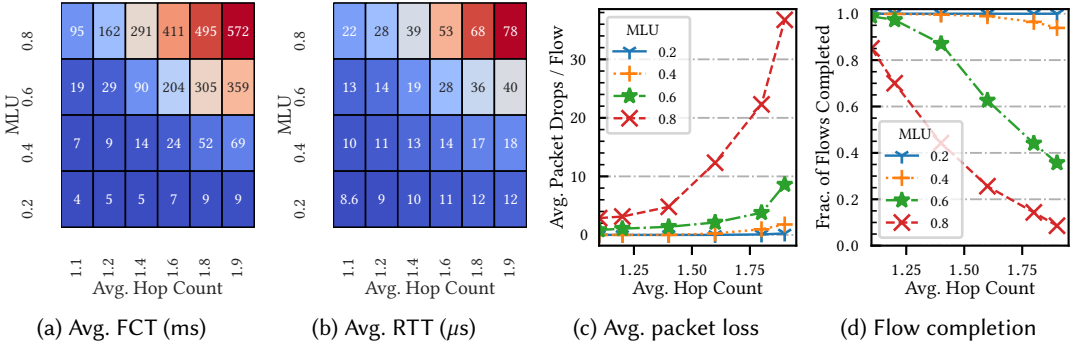 MLU
0.8
95 162 291 411 495 572
0.6
19 29 90 204 305 359
0.4
7 9 14 24 52 69
0.2
4 5 5 7 9 9
1.1 1.2 1.4 1.6 1.8 1.9
Avg. Hop Count
(a) Avg. FCT (ms)
MLU
0.8
22 28 39 53 68 78
0.6
13 14 19 28 36 40
0.4
10 11 13 14 17 18
0.2
8.6 9 10 11 12 12
1.1 1.2 1.4 1.6 1.8 1.9
Avg. Hop Count
(b) Avg. RTT (μs)
Avg. Packet Drops / Flow
30
20
10
0
MLU
0.2
0.4
0.6
0.8
1.25 1.50 1.75
Avg. Hop Count
(c) Avg. packet loss
Frac. of Flows Completed
1.0
0.8
0.6
0.4
0.2
0.0
MLU
0.2
0.4
0.6
0.8
1.25 1.50 1.75
Avg. Hop Count
(d) Flow completion